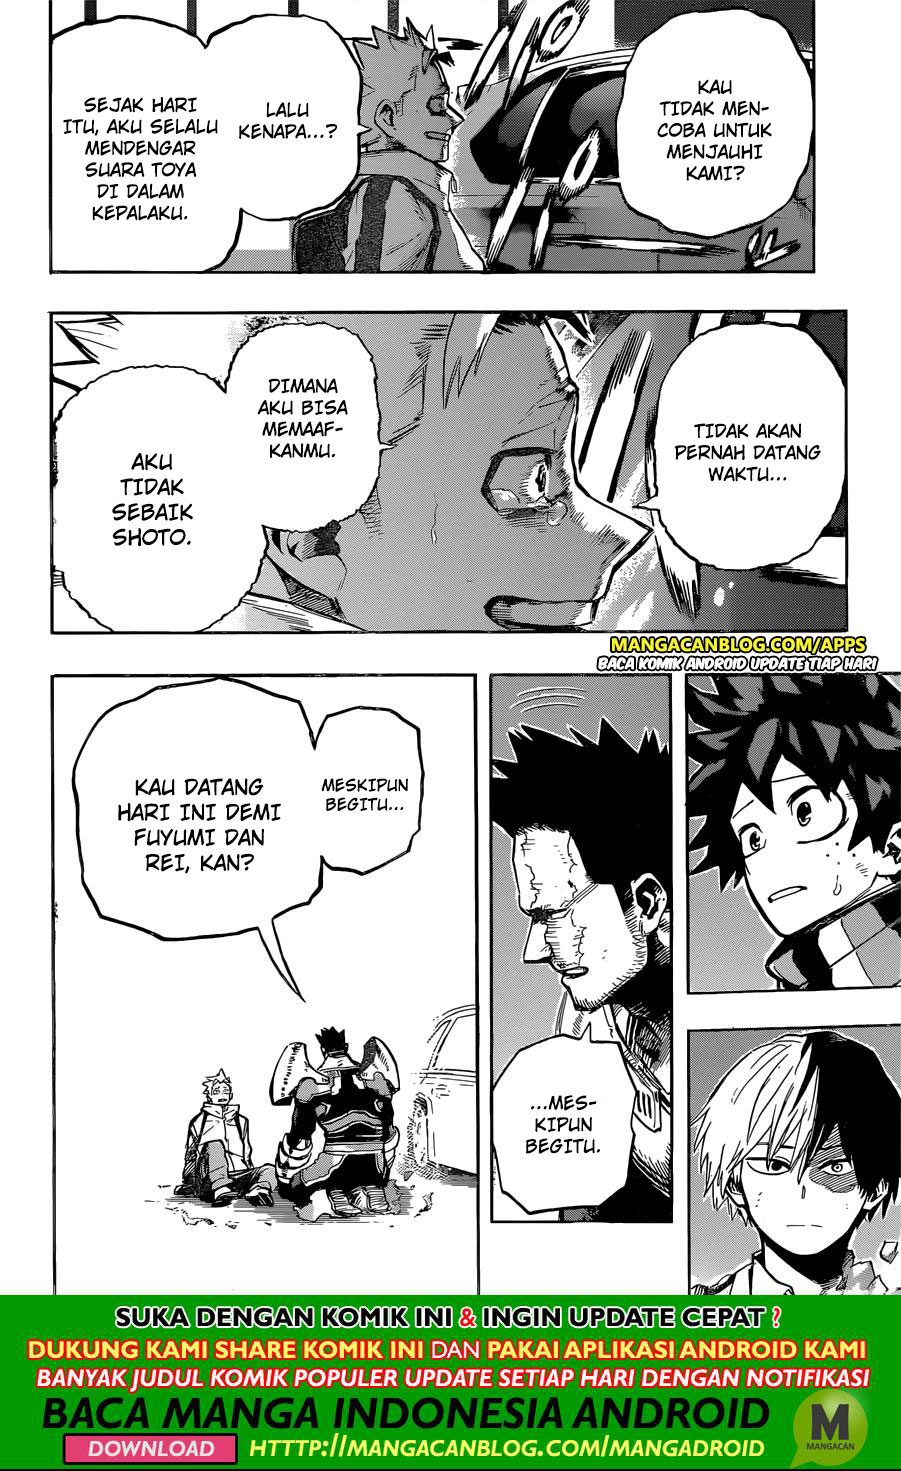 KAU
TIDAK MEN-
COBA UNTUK
MENJAUHI
KAMI?
LALU
KENAPA...?
SEJAK HARI
ITU, AKU SELALU
MENDENGAR
SUARA TOYA
DI DALAM
KEPALAKU.
TIDAK AKAN
PERNAH DATANG
WAKTU...
DIMANA
AKU BISA
MEMAAF-
KANMU.
AKU
TIDAK
SEBAIK
SHOTO.
MANGACANBLOG.COM/APPS
BACA KOMIK ANDROID UPDATE TIAP HARI
...MES-
KIPUN
BEGITU.
MESKIPUN
BEGITU...
KAU DATANG
HARI INI DEMI
FUYUMI DAN
REI, KAN?
SUKA DENGAN KOMIK INI & INGIN UPDATE CEPAT ?
DUKUNG KAMI SHARE KOMIK INI DAN PAKAI APLIKASI ANDROID KAMI
BANYAK JUDUL KOMIK POPULER UPDATE SETIAP HARI DENGAN NOTIFIKASI
BACA MANGA INDONESIA ANDROID
DOWNLOAD HTTTP://MANGACANBLOG.COM/MANGADROID
M
MANGACAN